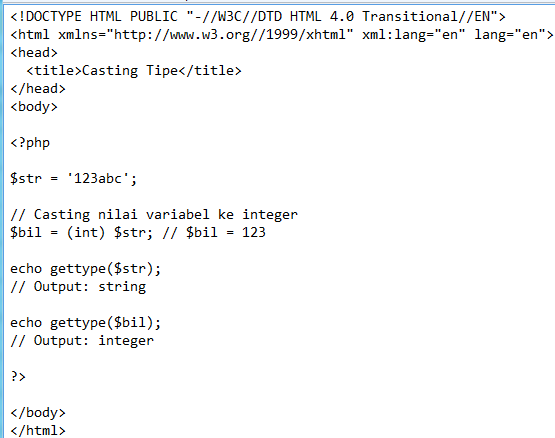 <!DOCTYPE HTML PUBLIC "-//W3C//DTD HTML 4.0 Transitional//EN">
<html xmlns="http://www.w3.org//1999/xhtml" xml:lang="en" lang="en">
<head>
  <title>Casting Tipe</title>
</head>
<body>

<?php

$str = '123abc';

// Casting nilai variabel ke integer
$bil = (int) $str; // $bil = 123

echo gettype($str);
// Output: string

echo gettype($bil);
// Output: integer

?>

</body>
</html>